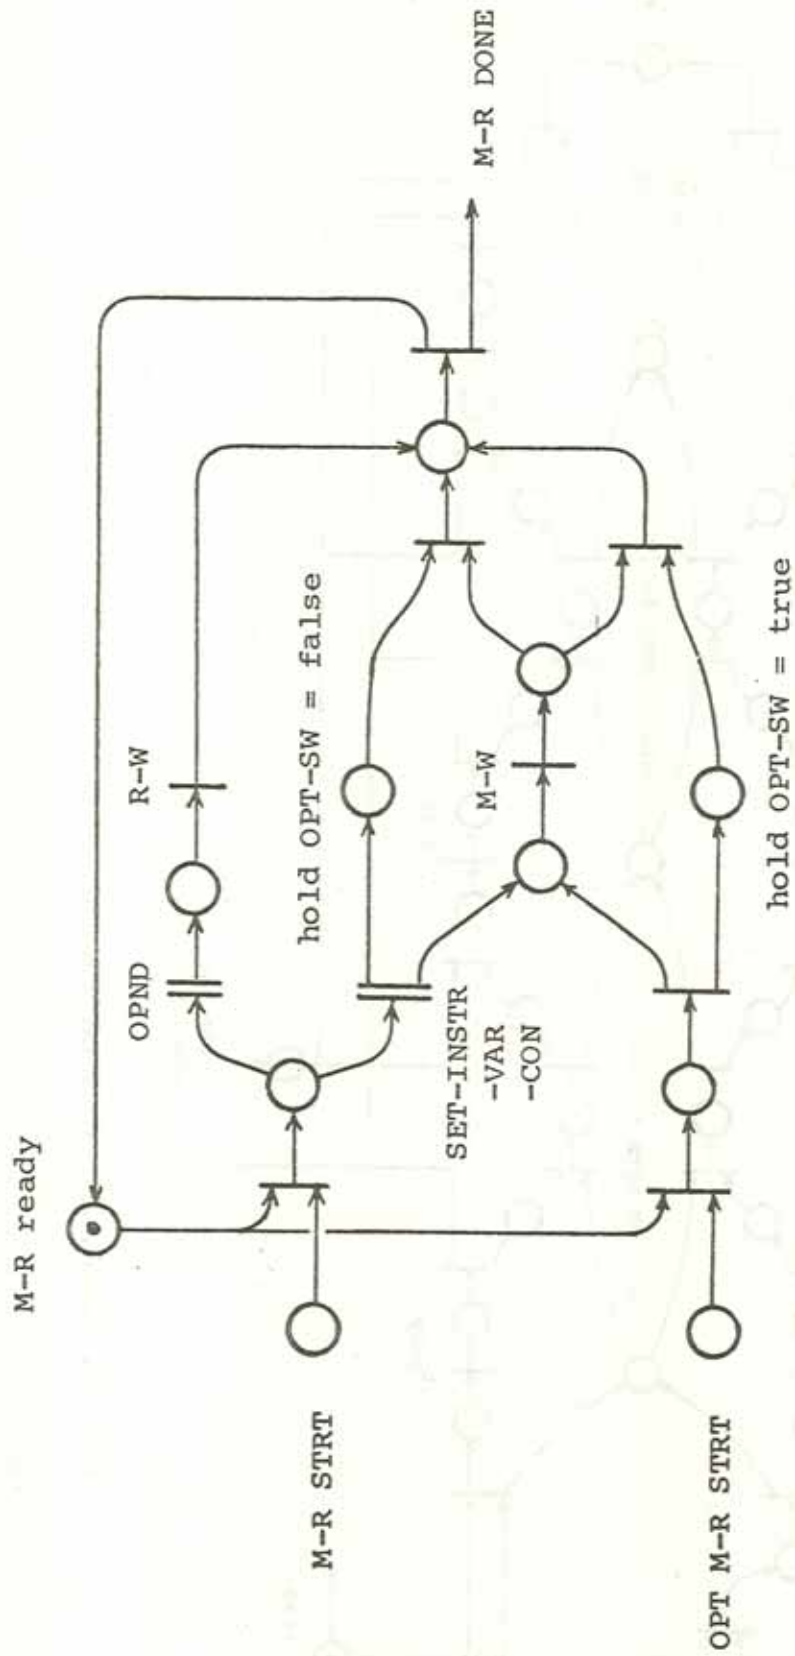 M-R ready
OPND
R-W
M-R STRT
SET-INSTR
-VAR
-CON
hold OPT-SW = false
M-W
M-R DONE
OPT M-R STRT
hold OPT-SW = true